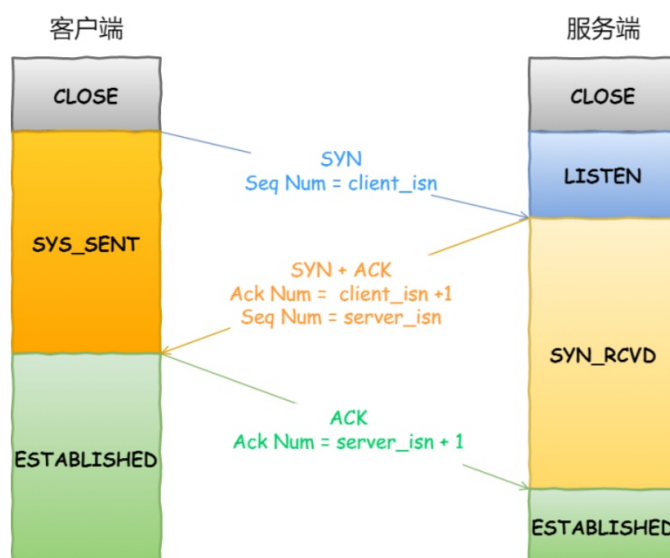 客户端
服务端
CLOSE
CLOSE
SYN
Seq Num = client_isn
LISTEN
SYS_SENT
SYN + ACK
Ack Num = client_isn +1
Seq Num = server_isn
SYN_RCVD
ACK
Ack Num = server_isn + 1
ESTABLISHED
ESTABLISHED